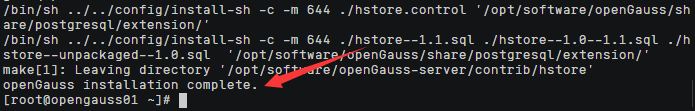 /bin/sh ../../config/install-sh -c -m 644 ./hstore.control '/opt/software/openGauss/sh
are/postgresql/extension/'
/bin/sh ../../config/install-sh -c -m 644 ./hstore--1.1.sql ./hstore--1.0--1.1.sql ./h
store--unpackaged--1.0.sql  '/opt/software/openGauss/share/postgresql/extension/'
make[1]: Leaving directory '/opt/software/openGauss-server/contrib/hstore'
openGauss installation complete.
[root@opengauss01 ~]#